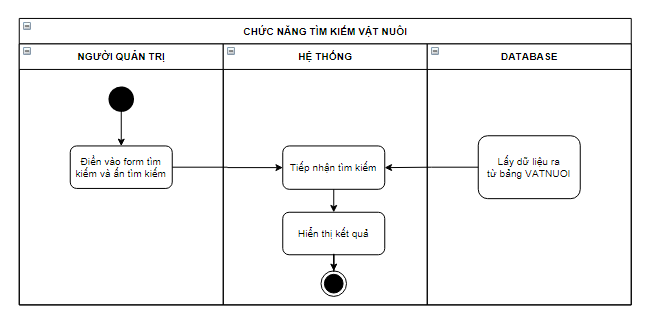 CHỨC NĂNG TÌM KIẾM VẬT NUÔI
NGƯỜI QUẢN TRỊ
HỆ THỐNG
DATABASE
Điền vào form tìm
kiếm và ấn tìm kiếm
Tiếp nhận tìm kiếm
Lấy dữ liệu ra
từ bảng VATNUOI
Hiển thị kết quả